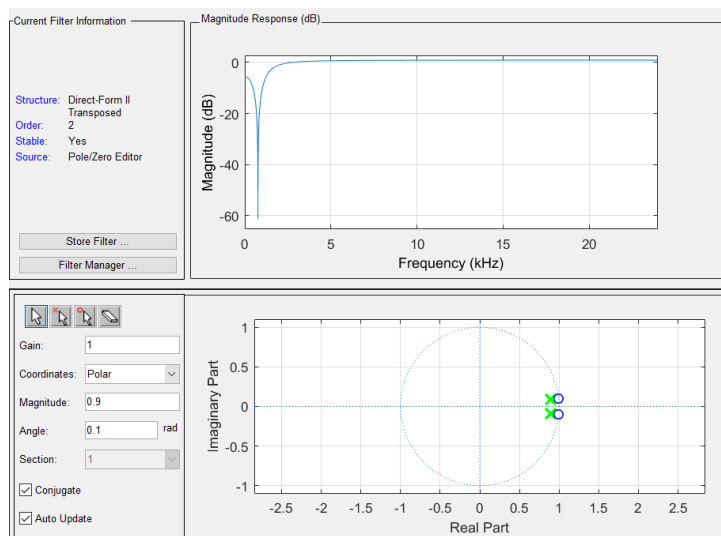 Current Filter Information
Structure: Direct-Form II
Transposed
Order: 2
Stable: Yes
Source: Pole/Zero Editor
Store Filter ...
Filter Manager ...
Magnitude Response (dB)
0
-20
-40
-60
Magnitude (dB)
0 5 10 15 20
Frequency (kHz)
Gain: 1
Coordinates: Polar
Magnitude: 0.9
Angle: 0.1 rad
Section: 1
Conjugate
Auto Update
1
0.5
0
-0.5
-1
Imaginary Part
-2.5 -2 -1.5 -1 -0.5 0 0.5 1 1.5 2 2.5
Real Part